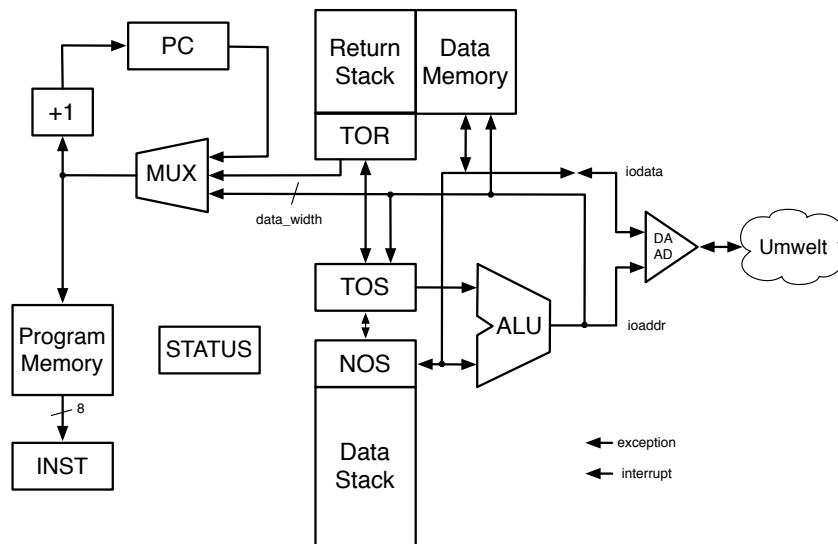 PC
Return
Stack
Data
Memory
+1
TOR
MUX
iodata
data_width
DA
AD
Umwelt
TOS
ALU
ioaddr
Program
Memory
STATUS
NOS
8
INST
Data
Stack
exception
interrupt